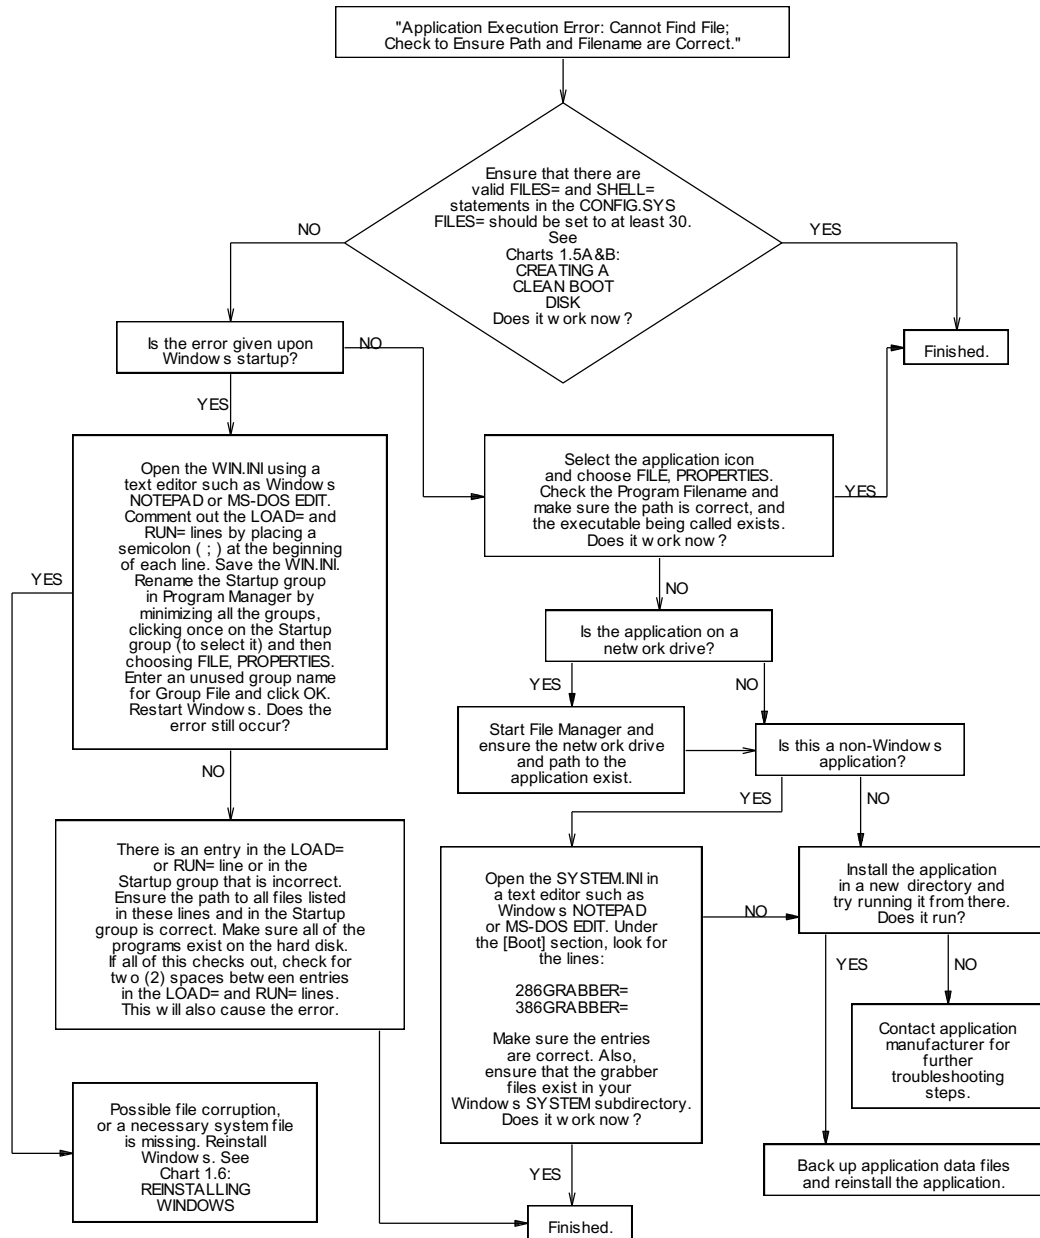 "Application Execution Error: Cannot Find File;
Check to Ensure Path and Filename are Correct."
Ensure that there are
valid FILES= and SHELL=
statements in the CONFIG.SYS
FILES= should be set to at least 30.
See
Charts 1.5A&B:
CREATING A
CLEAN BOOT
DISK
Does it work now?
NO
YES
Is the error given upon
Windows startup?
NO
Finished.
YES
Open the WIN.INI using a
text editor such as Windows
NOTEPAD or MS-DOS EDIT.
Comment out the LOAD= and
RUN= lines by placing a
semicolon ( ; ) at the beginning
of each line. Save the WIN.INI.
Rename the Startup group
in Program Manager by
minimizing all the groups,
clicking once on the Startup
group (to select it) and then
choosing FILE, PROPERTIES.
Enter an unused group name
for Group File and click OK.
Restart Windows. Does the
error still occur?
YES
Select the application icon
and choose FILE, PROPERTIES.
Check the Program Filename and
make sure the path is correct, and
the executable being called exists.
Does it work now?
YES
NO
Is the application on a
network drive?
YES
NO
Start File Manager and
ensure the network drive
and path to the
application exist.
Is this a non-Windows
application?
NO
YES
NO
There is an entry in the LOAD=
or RUN= line or in the
Startup group that is incorrect.
Ensure the path to all files listed
in these lines and in the Startup
group is correct. Make sure all of the
programs exist on the hard disk.
If all of this checks out, check for
two (2) spaces between entries
in the LOAD= and RUN= lines.
This will also cause the error.
Open the SYSTEM.INI in
a text editor such as
Windows NOTEPAD
or MS-DOS EDIT. Under
the [Boot] section, look for
the lines:
286GRABBER=
386GRABBER=
Make sure the entries
are correct. Also,
ensure that the grabber
files exist in your
Windows SYSTEM subdirectory.
Does it work now?
NO
Install the application
in a new directory and
try running it from there.
Does it run?
YES
NO
Contact application
manufacturer for
further
troubleshooting
steps.
Possible file corruption,
or a necessary system file
is missing. Reinstall
Windows. See
Chart 1.6:
REINSTALLING
WINDOWS
Back up application data files
and reinstall the application.
YES
Finished.